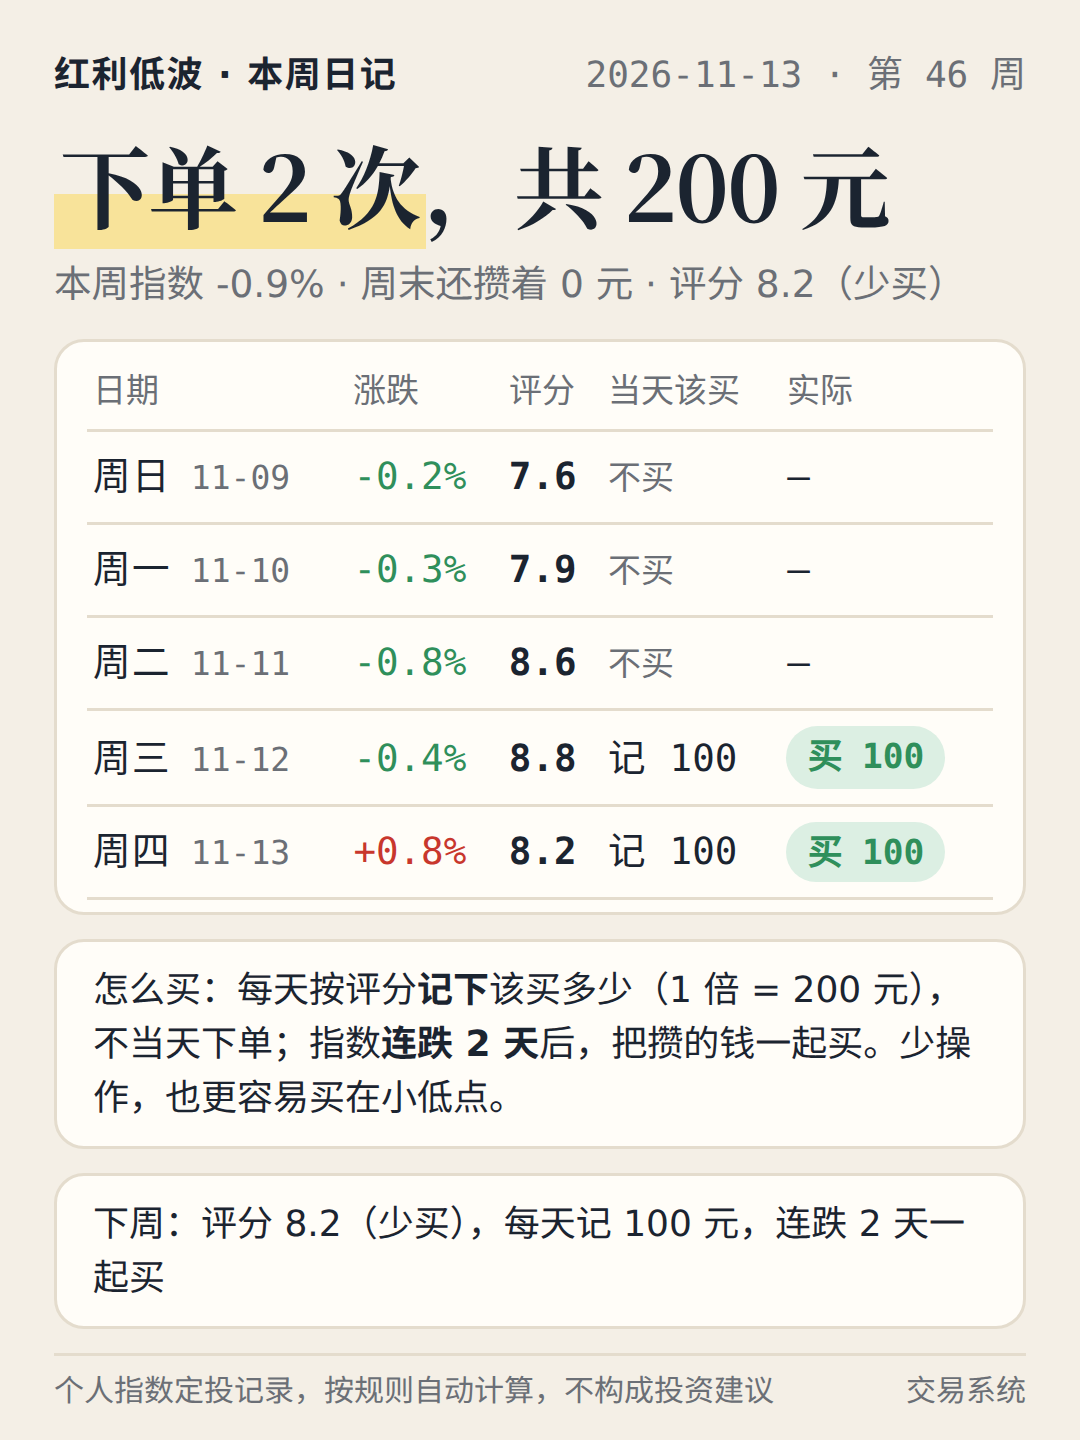 红利低波 · 本周日记 2026-11-13 · 第 46 周
下单 2 次，共 200 元
本周指数 -0.9% · 周末还攒着 0 元 · 评分 8.2（少买）
日期 涨跌 评分 当天该买 实际
周日 11-09 -0.2% 7.6 不买 —
周一 11-10 -0.3% 7.9 不买 —
周二 11-11 -0.8% 8.6 不买 —
周三 11-12 -0.4% 8.8 记 100 买 100
周四 11-13 +0.8% 8.2 记 100 买 100
怎么买：每天按评分记下该买多少（1 倍 = 200 元），
不当天下单；指数连跌 2 天后，把攒的钱一起买。少操
作，也更容易买在小低点。
下周：评分 8.2（少买），每天记 100 元，连跌 2 天一
起买
个人指数定投记录，按规则自动计算，不构成投资建议 交易系统